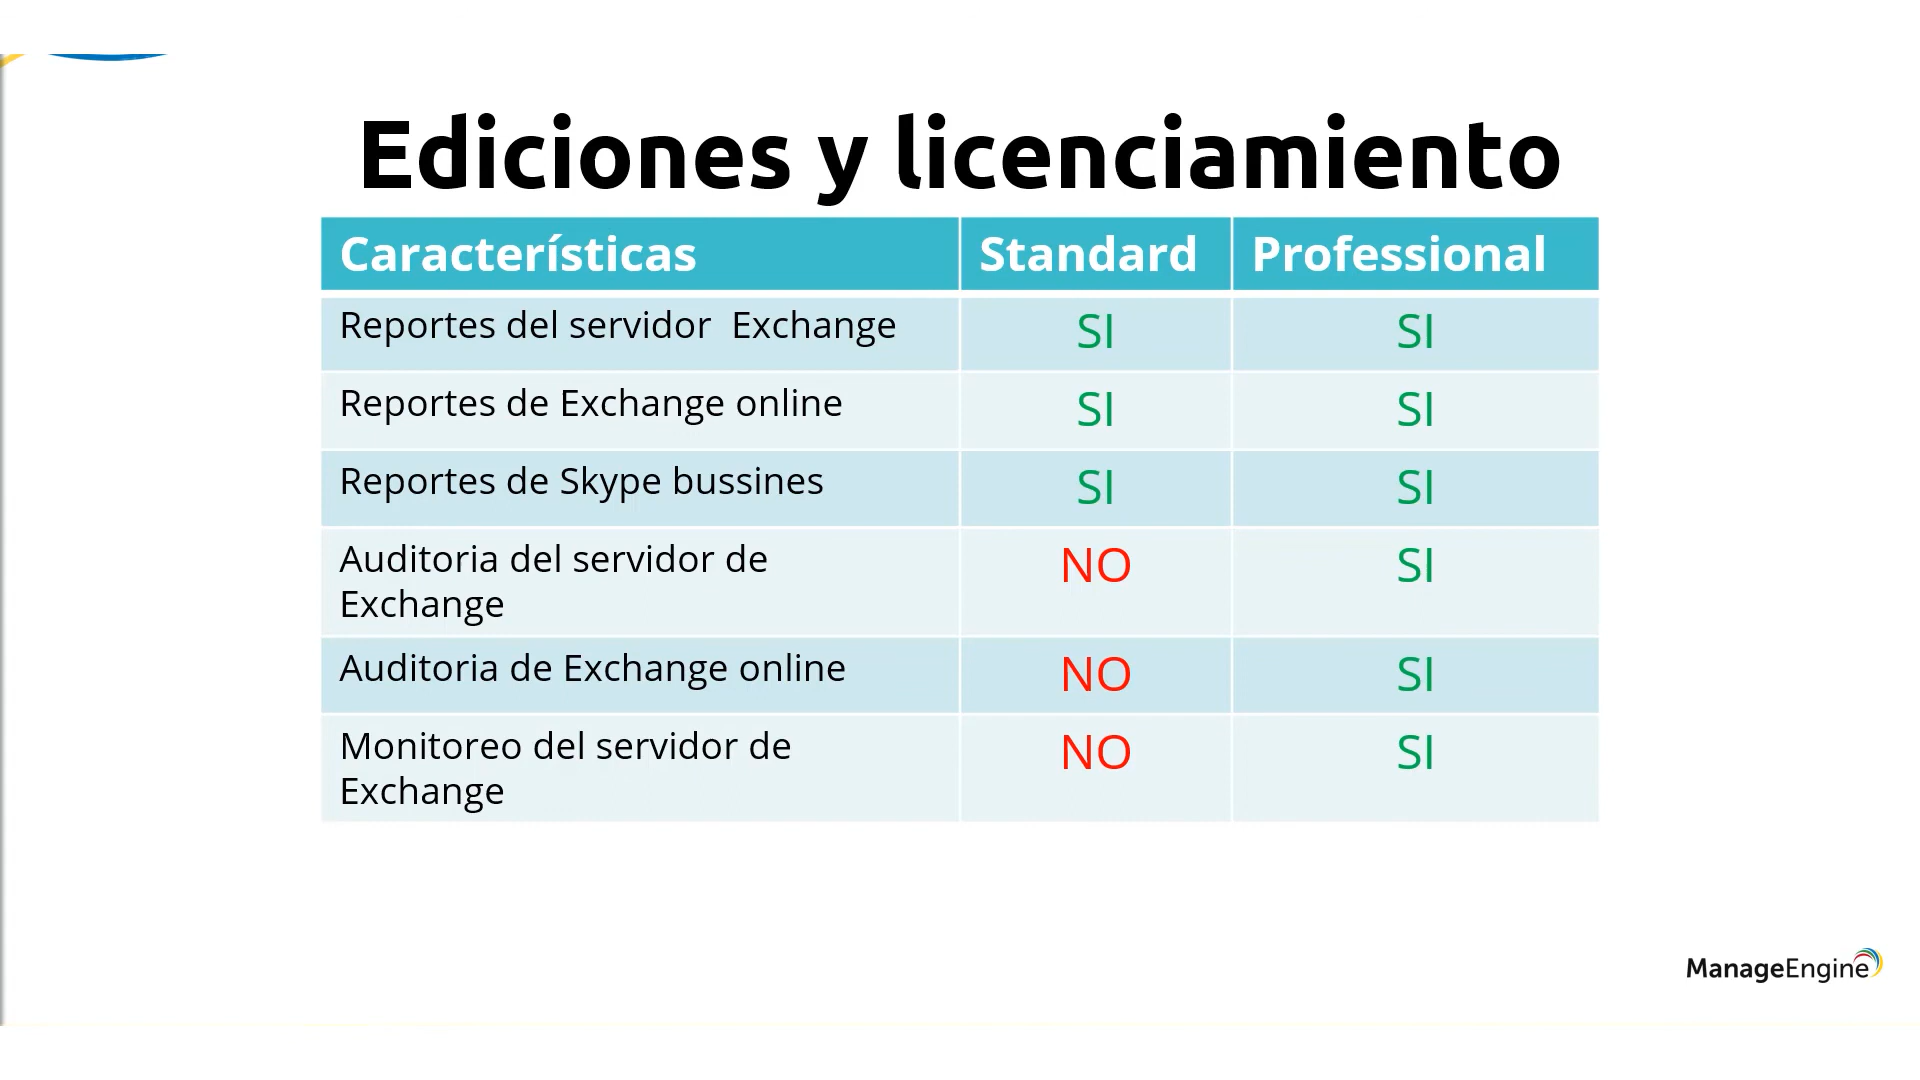 Ediciones y licenciamiento
Características Standard Professional
Reportes del servidor  Exchange SI SI
Reportes de Exchange online SI SI
Reportes de Skype bussines SI SI
Auditoria del servidor de NO SI
Exchange
Auditoria de Exchange online NO SI
Monitoreo del servidor de NO SI
Exchange
ManageEngine